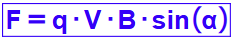 F = q · V · B · sin(α)